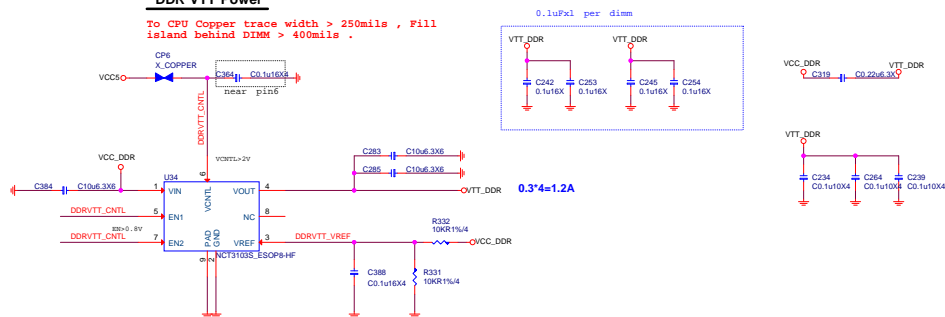 DDR VTT Power
To CPU Copper trace width > 250mils , Fill
island behind DIMM > 400mils .
CP6
X_COPPER
VCC5
C364
C0.1u16X4
near pin6
DDRVTT_CNTL
VCNTL>2V
VCC_DDR
C384
C10u6.3X6
U34
1
VIN
6
VCNTL
VOUT
4
5
EN1
NC
8
7
EN2
VREF
3
PAD
GND
9
2
NCT3103S_ESOP8-HF
DDRVTT_CNTL
EN>0.8V
DDRVTT_CNTL
C283
C10u6.3X6
C285
C10u6.3X6
VTT_DDR
0.3*4=1.2A
DDRVTT_VREF
R332
10KR1%/4
VCC_DDR
C388
C0.1u16X4
R331
10KR1%/4
0.1uFx1 per dimm
VTT_DDR
C242
0.1u16X
C253
0.1u16X
VTT_DDR
C245
0.1u16X
C254
0.1u16X
VCC_DDR
C319
C0.22u6.3X
VTT_DDR
VTT_DDR
C234
C0.1u10X4
C264
C0.1u10X4
C239
C0.1u10X4